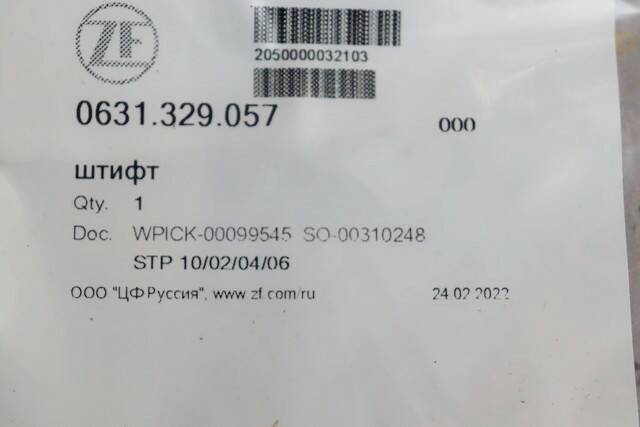 ZF
2050000032103
0631.329.057 000
штифт
Qty. 1
Doc. WPICK-00099545 SO-00310248
STP 10/02/04/06
ООО "ЦФ Руссия", www.zf.com/ru 24.02.2022